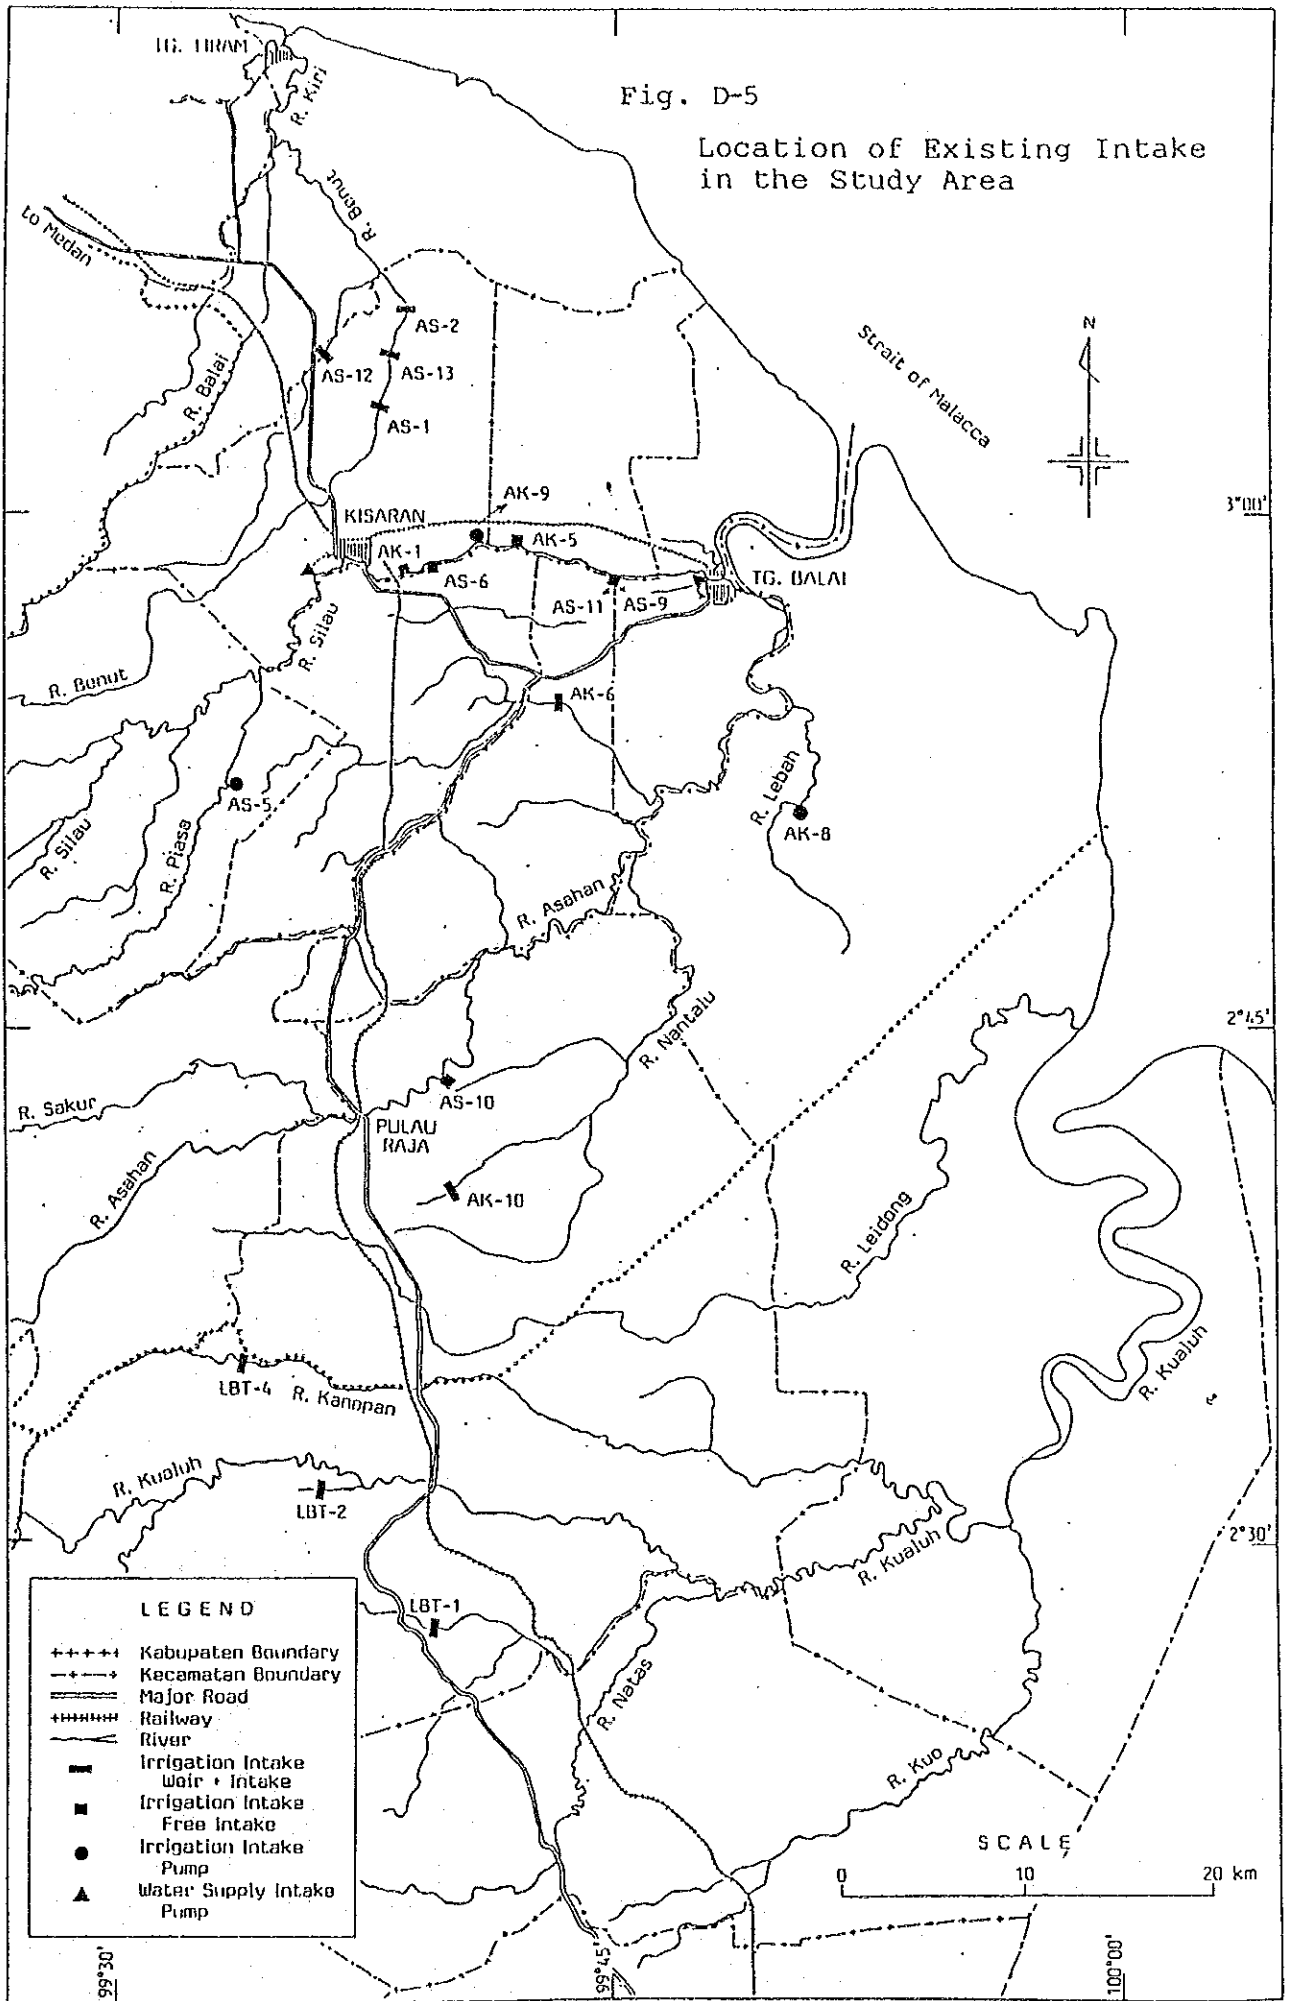 TG. TIRAM
R. Kiri
Fig. D-5
Location of Existing Intake
in the Study Area
R. Benut
to Medan
AS-2
N
Strait of Malacca
AS-12
AS-13
R. Balai
AS-1
AK-9
3°00'
KISARAN
AK-1
AK-5
AS-6
TG. BALAI
AS-11
AS-9
R. Silau
R. Bunut
AK-6
R. Lebah
AS-5
AK-8
R. Silau
R. Piasa
R. Asahan
R. Nantalu
2°45'
R. Sakur
AS-10
PULAU
RAJA
R. Asahan
AK-10
R. Leidong
R. Kualuh
LBT-4
R. Kanopan
R. Kualuh
LBT-2
2°30'
R. Kualuh
LEGEND
Kabupaten Boundary
Kecamatan Boundary
Major Road
Railway
River
Irrigation Intake
Weir + Intake
Irrigation Intake
Free Intake
Irrigation Intake
Pump
Water Supply Intake
Pump
LBT-1
R. Natas
R. Kuo
SCALE
0 10 20 km
99°30'
99°45'
100°00'